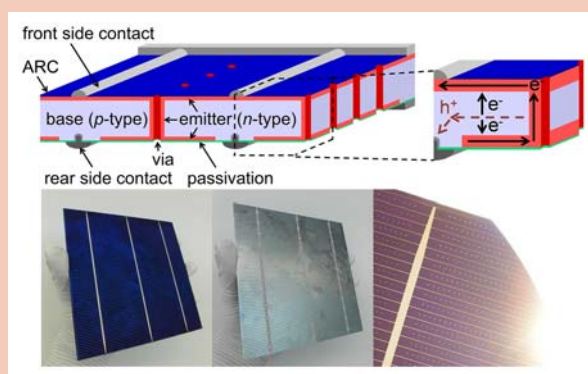 front side contact
ARC
base (p-type)
emitter (n-type)
via
rear side contact
passivation
e⁻
e⁻
h⁺
e⁻